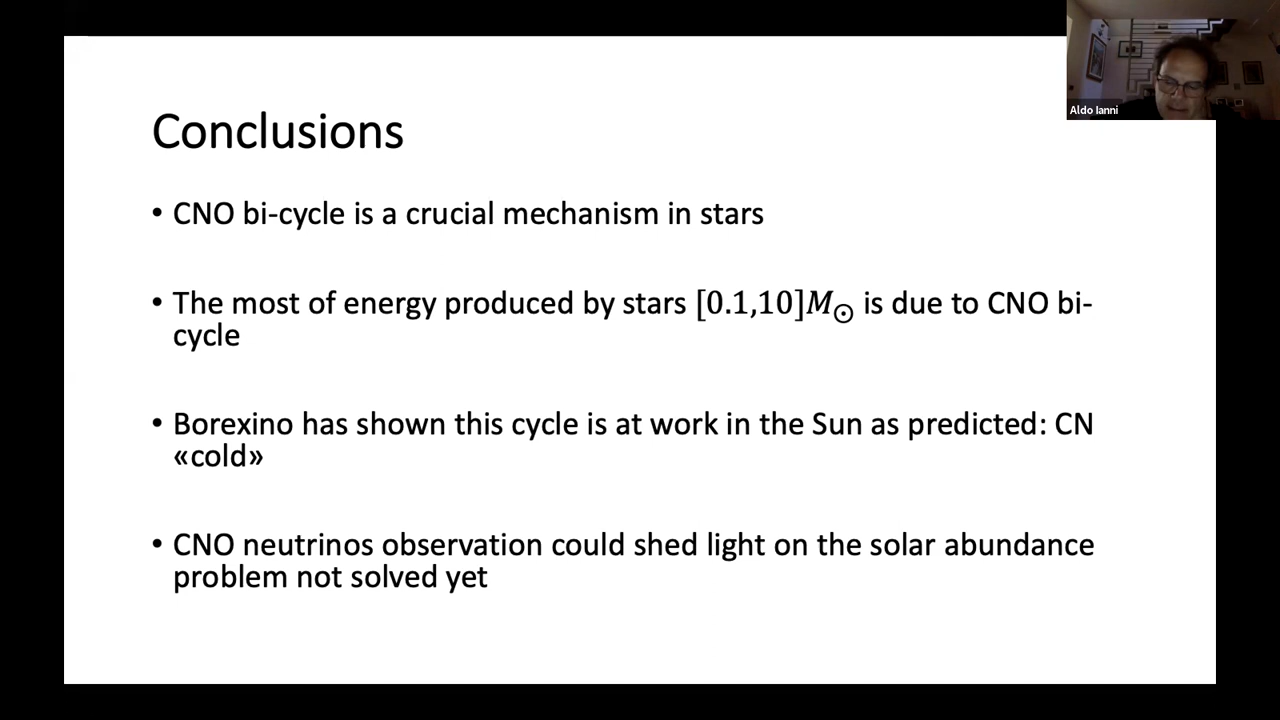 Aldo Ianni
Conclusions
• CNO bi-cycle is a crucial mechanism in stars
• The most of energy produced by stars [0.1,10]M☉ is due to CNO bi-
cycle
• Borexino has shown this cycle is at work in the Sun as predicted: CN
«cold»
• CNO neutrinos observation could shed light on the solar abundance
problem not solved yet